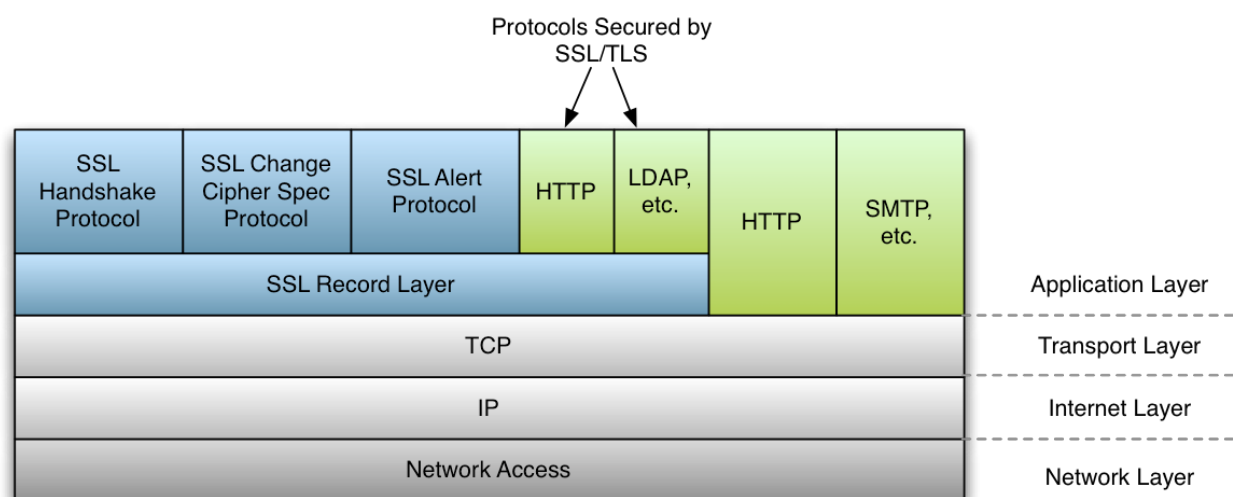 Protocols Secured by
SSL/TLS
SSL
Handshake
Protocol
SSL Change
Cipher Spec
Protocol
SSL Alert
Protocol
HTTP
LDAP,
etc.
HTTP
SMTP,
etc.
SSL Record Layer
Application Layer
TCP
Transport Layer
IP
Internet Layer
Network Access
Network Layer